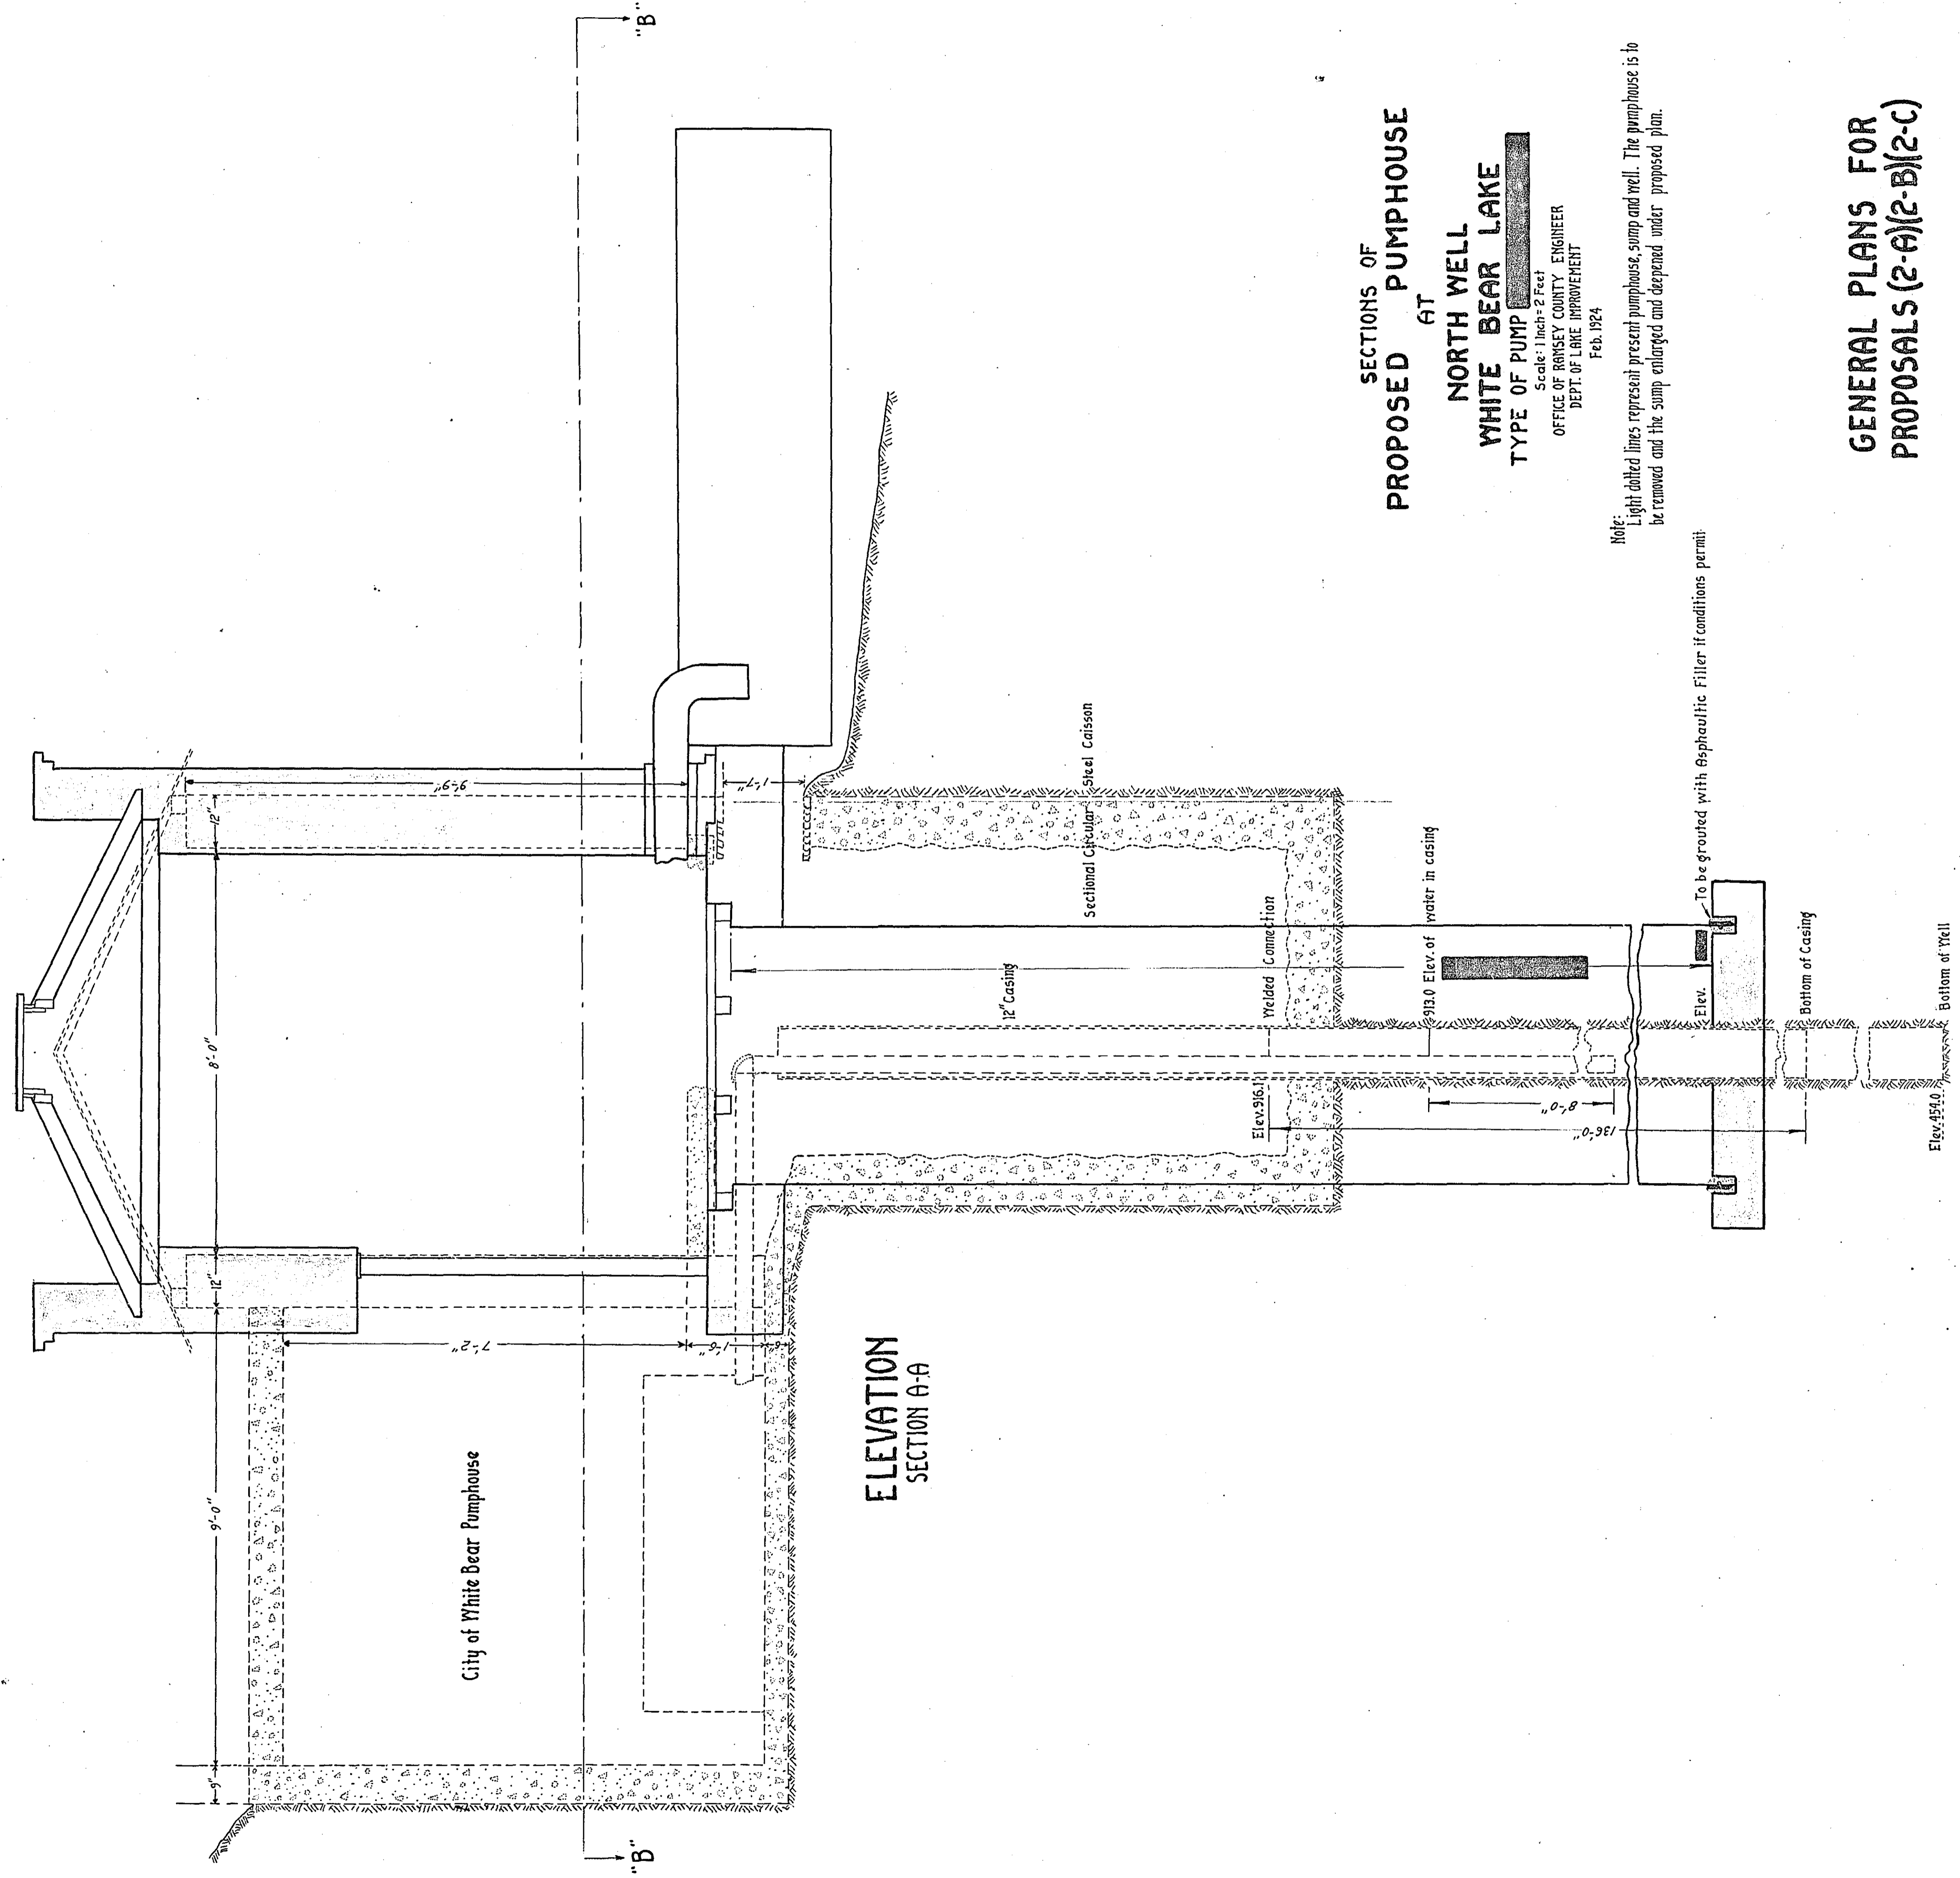 "B"
"B"
12"
9'-9"
1'-7"
8'-0"
12"
9'-0"
9"
7'-2"
1'-6"
6"
City of White Bear Pumphouse
ELEVATION
SECTION A-A
Sectional Circular Steel Caisson
12" Casing
Welded Connection
Elev. 916.1
913.0 Elev. of water in casing
8'-0"
136'-0"
Elev.
To be grouted with Asphaultic Filler if conditions permit
Bottom of Casing
Bottom of Well
Elev. 454.0
SECTIONS OF
PROPOSED PUMPHOUSE
AT
NORTH WELL
WHITE BEAR LAKE
TYPE OF PUMP
Scale: 1 Inch = 2 Feet
OFFICE OF RAMSEY COUNTY ENGINEER
DEPT. OF LAKE IMPROVEMENT
Feb. 1924
Note:
Light dotted lines represent present pumphouse, sump and well. The pumphouse is to
be removed and the sump enlarged and deepened under proposed plan.
GENERAL PLANS FOR
PROPOSALS (2-A)(2-B)(2-C)